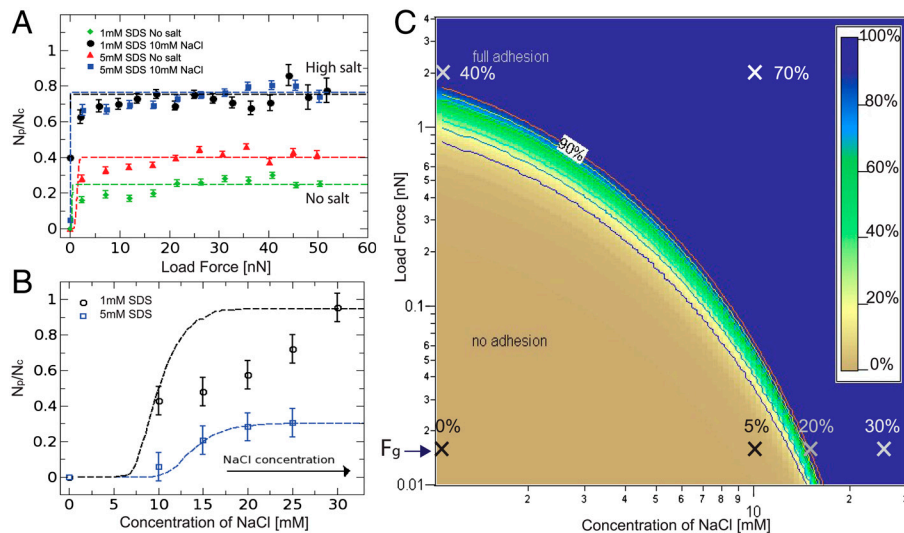 A
1mM SDS No salt
1mM SDS 10mM NaCl
5mM SDS No salt
5mM SDS 10mM NaCl
High salt
No salt
Np/Nc
1
0.8
0.6
0.4
0.2
0
0 10 20 30 40 50 60
Load Force [nN]
B
1mM SDS
5mM SDS
NaCl concentration
Np/Nc
1
0.8
0.6
0.4
0.2
0
0 5 10 15 20 25 30
Concentration of NaCl [mM]
C
full adhesion
40%
70%
90%
no adhesion
0%
5%
20%
30%
Fg
Load Force [nN]
4
3
2
1
8
6
5
4
3
2
0.1
8
6
5
4
3
2
0.01
2 3 4 5 6 7 8 9 10 2
Concentration of NaCl [mM]
100%
80%
60%
40%
20%
0%